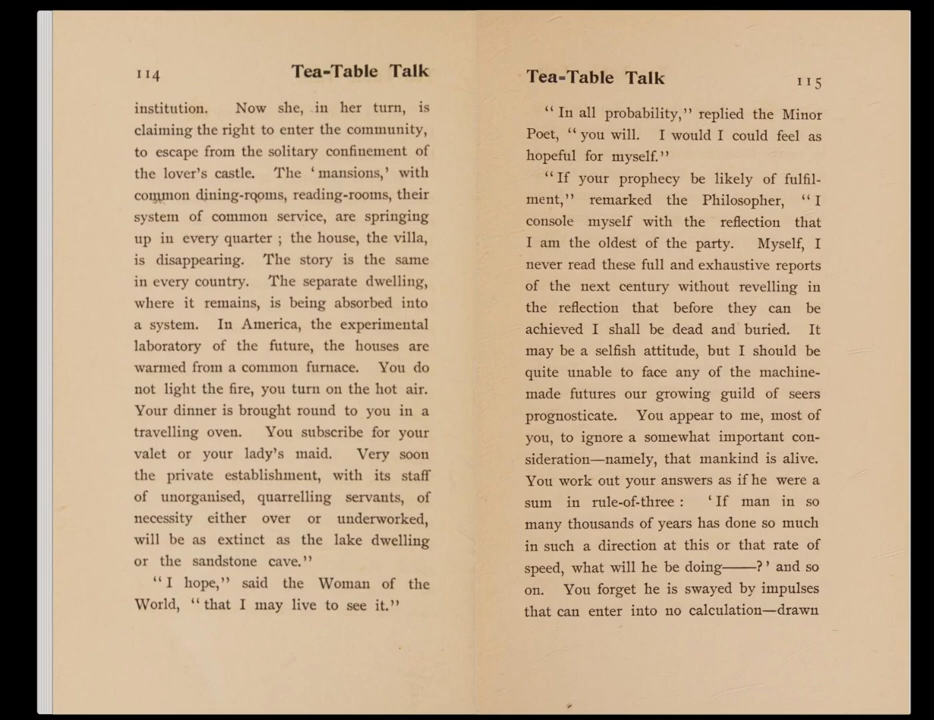 114 Tea-Table Talk
institution. Now she, in her turn, is
claiming the right to enter the community,
to escape from the solitary confinement of
the lover's castle. The 'mansions,' with
common dining-rooms, reading-rooms, their
system of common service, are springing
up in every quarter ; the house, the villa,
is disappearing. The story is the same
in every country. The separate dwelling,
where it remains, is being absorbed into
a system. In America, the experimental
laboratory of the future, the houses are
warmed from a common furnace. You do
not light the fire, you turn on the hot air.
Your dinner is brought round to you in a
travelling oven. You subscribe for your
valet or your lady's maid. Very soon
the private establishment, with its staff
of unorganised, quarrelling servants, of
necessity either over or underworked,
will be as extinct as the lake dwelling
or the sandstone cave."
"I hope," said the Woman of the
World, "that I may live to see it."
Tea-Table Talk 115
"In all probability," replied the Minor
Poet, "you will. I would I could feel as
hopeful for myself."
"If your prophecy be likely of fulfil-
ment," remarked the Philosopher, "I
console myself with the reflection that
I am the oldest of the party. Myself, I
never read these full and exhaustive reports
of the next century without revelling in
the reflection that before they can be
achieved I shall be dead and buried. It
may be a selfish attitude, but I should be
quite unable to face any of the machine-
made futures our growing guild of seers
prognosticate. You appear to me, most of
you, to ignore a somewhat important con-
sideration—namely, that mankind is alive.
You work out your answers as if he were a
sum in rule-of-three : 'If man in so
many thousands of years has done so much
in such a direction at this or that rate of
speed, what will he be doing——?' and so
on. You forget he is swayed by impulses
that can enter into no calculation—drawn